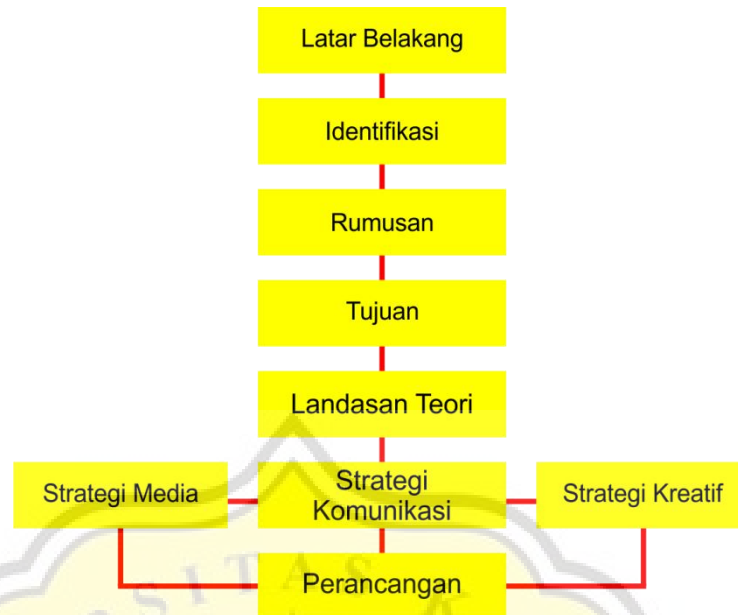 Latar Belakang
Identifikasi
Rumusan
Tujuan
Landasan Teori
Strategi Media
Strategi
Komunikasi
Strategi Kreatif
Perancangan